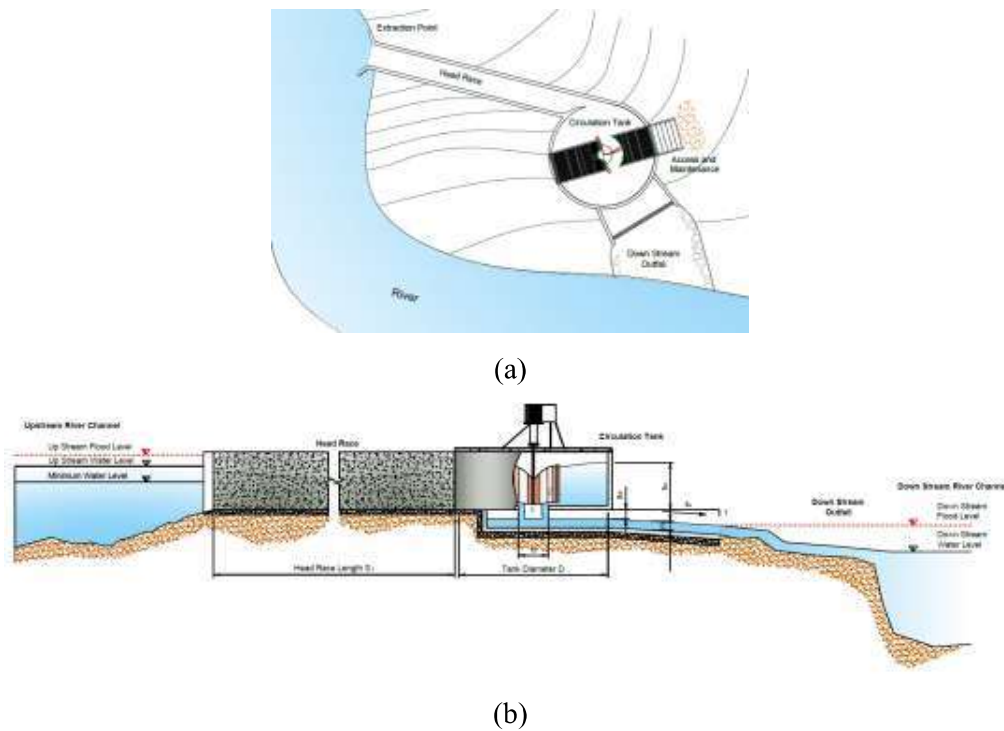 Extraction Point
Head Race
Circulation Tank
Access and
Maintenance
Down Stream
Outfall
River
(a)
Upstream River Channel
Up Stream Flood Level
Up Stream Water Level
Minimum Water Level
Head Race
Circulation Tank
Down Stream River Channe
Down Stream
Outfall
Down Stream
Flood Level
Down Stream
Water Level
Head Race Length
Tank Diameter D
(b)